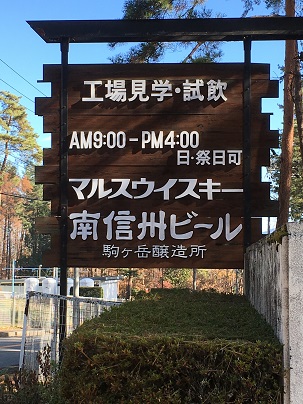 工場見学・試飲
AM9:00－PM4:00
日・祭日可
マルスウイスキー
南信州ビール
駒ヶ岳醸造所